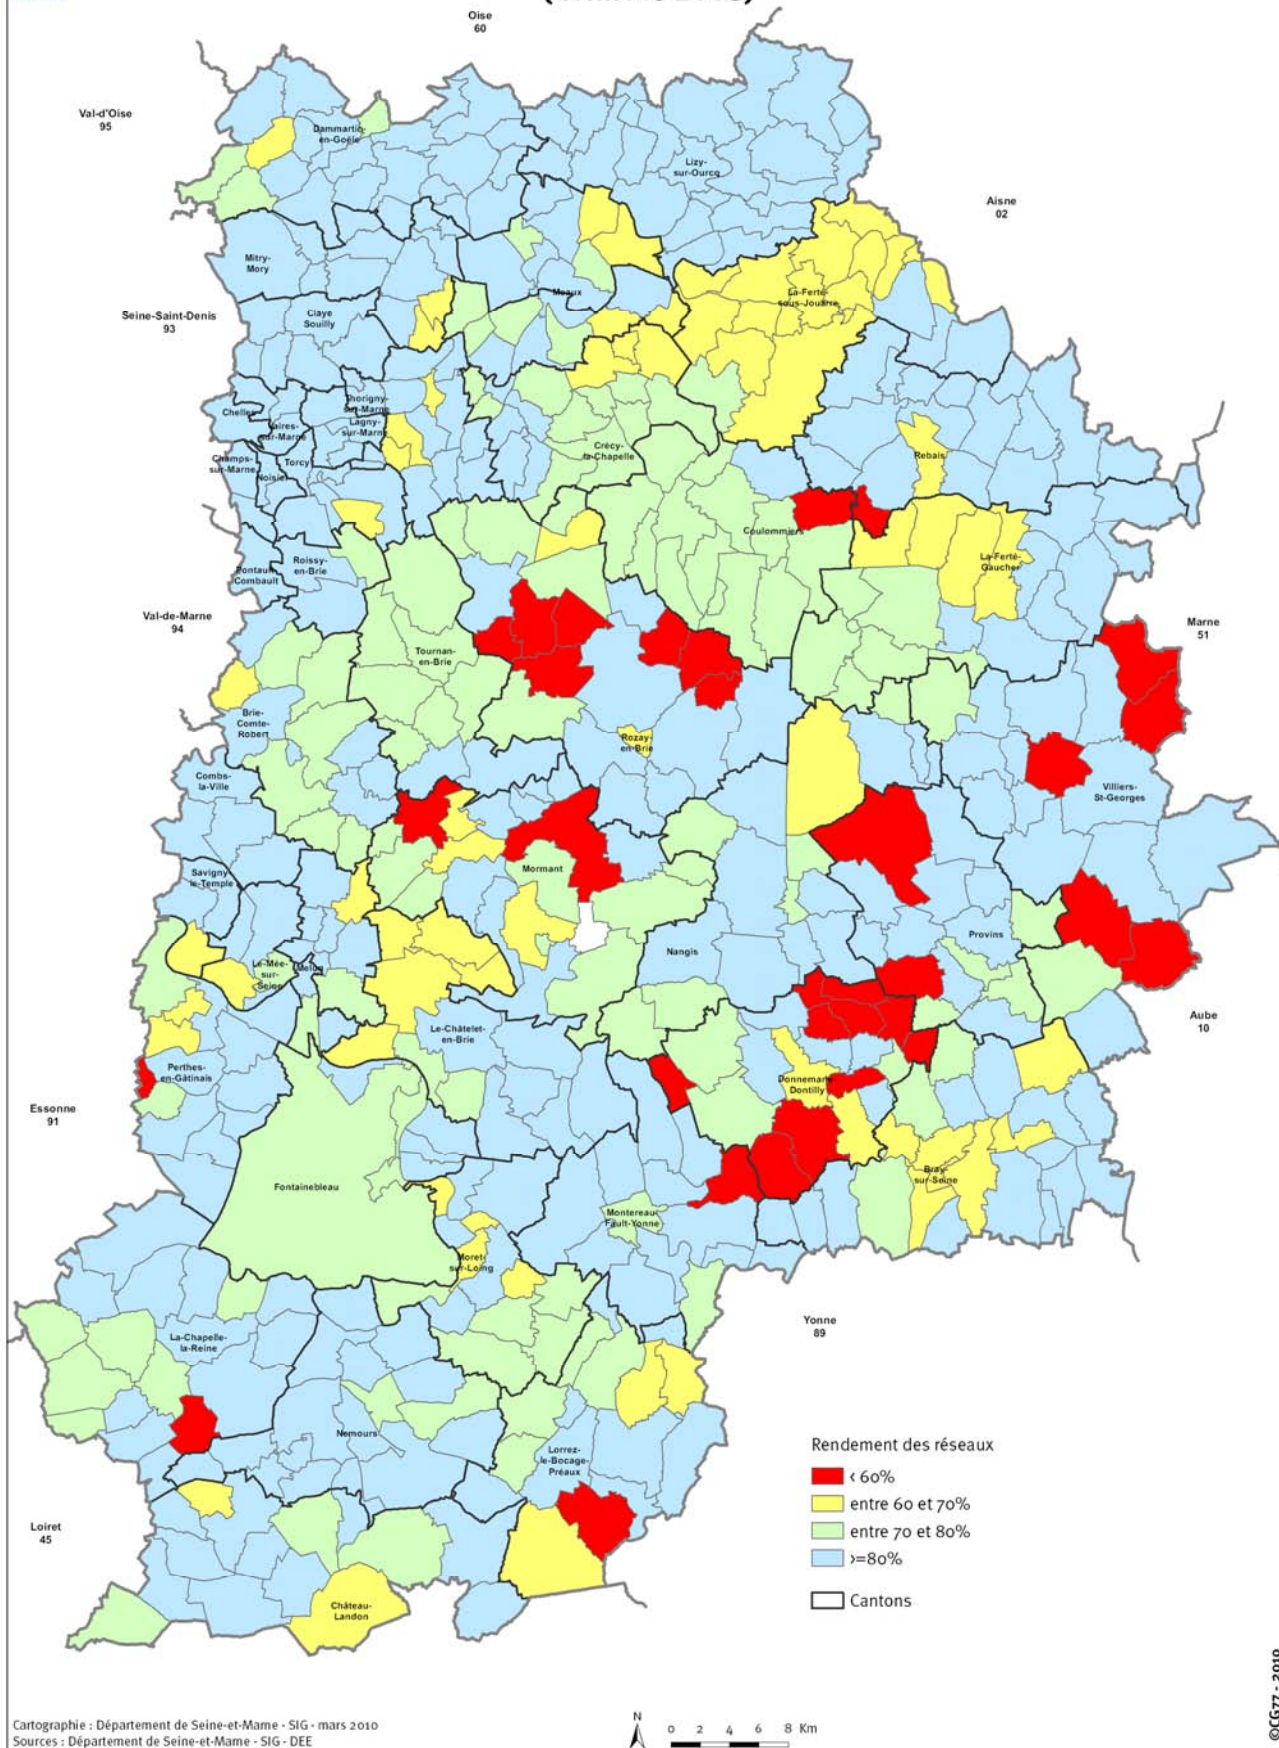 Oise
60
Val-d'Oise
95
Dammartin-
en-Goële
Lizy-
sur-Ourcq
Aisne
02
Mitry-
Mory
Meaux
La-Ferté-
sous-Jouarre
Seine-Saint-Denis
93
Claye
Souilly
Thorigny-
sur-Marne
Chelles
Vaires-
sur-Marne
Lagny-
sur-Marne
Crécy-
la-Chapelle
Rebais
Champs-
sur-Marne
Torcy
Noisiel
Coulommiers
La-Ferté-
Gaucher
Roissy-
en-Brie
Pontault
Combault
Val-de-Marne
94
Marne
51
Tournan-
en-Brie
Brie-
Comte-
Robert
Rozay-
en-Brie
Combs-
la-Ville
Villiers-
St-Georges
Savigny
le-Temple
Mormant
Provins
Nangis
Le-Mée-
sur-
Seine
Melun
Aube
10
Le-Châtelet-
en-Brie
Perthes-
en-Gâtinais
Donnemarie-
Dontilly
Essonne
91
Bray-
sur-Seine
Fontainebleau
Montereau-
Fault-Yonne
Moret-
sur-Loing
Yonne
89
La-Chapelle-
la-Reine
Nemours
Lorrez-
le-Bocage-
Préaux
Loiret
45
Château-
Landon
Rendement des réseaux
< 60%
entre 60 et 70%
entre 70 et 80%
>=80%
Cantons
©CG77 - 2010
Cartographie : Département de Seine-et-Marne - SIG - mars 2010
Sources : Département de Seine-et-Marne - SIG - DEE
N
0 2 4 6 8 Km